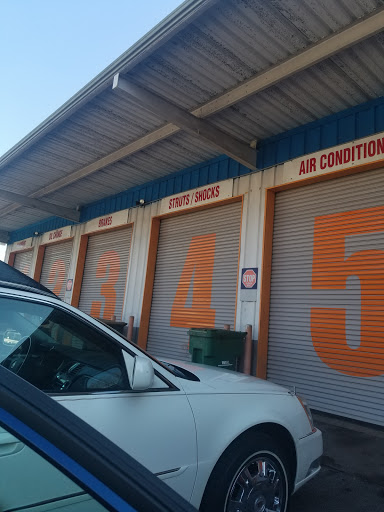 BRAKES
STRUTS / SHOCKS
AIR CONDITION
STOP
2
3
4
5